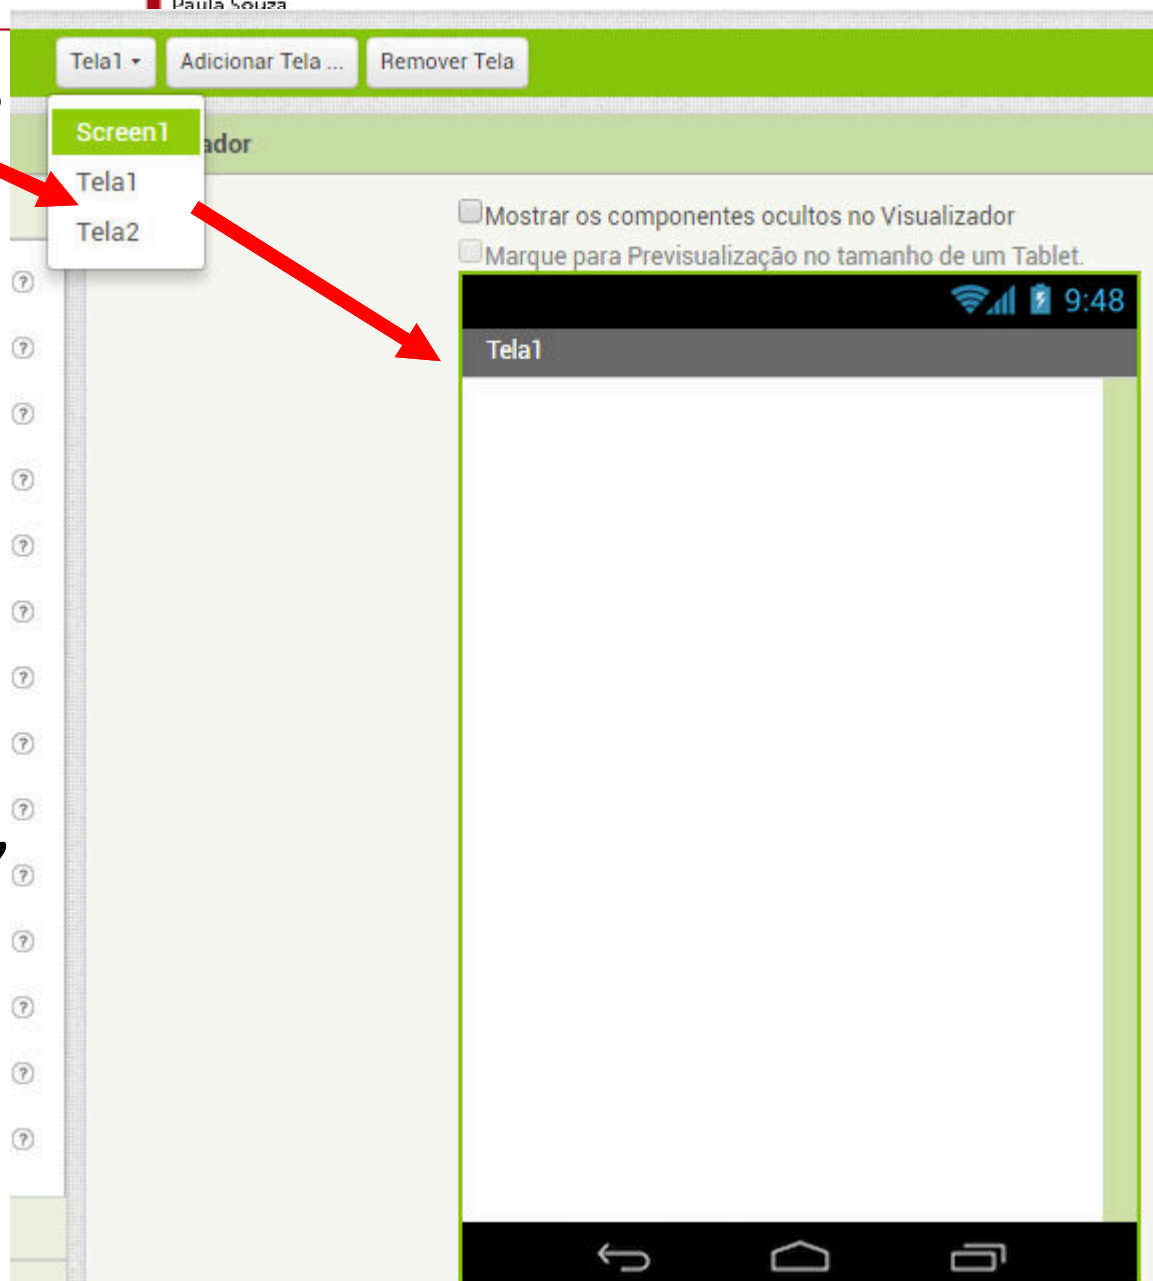 Paula Souza
Tela1 Adicionar Tela ... Remover Tela
Screen1
Tela1
Tela2
ador
Mostrar os componentes ocultos no Visualizador
Marque para Previsualização no tamanho de um Tablet.
9:48
Tela1